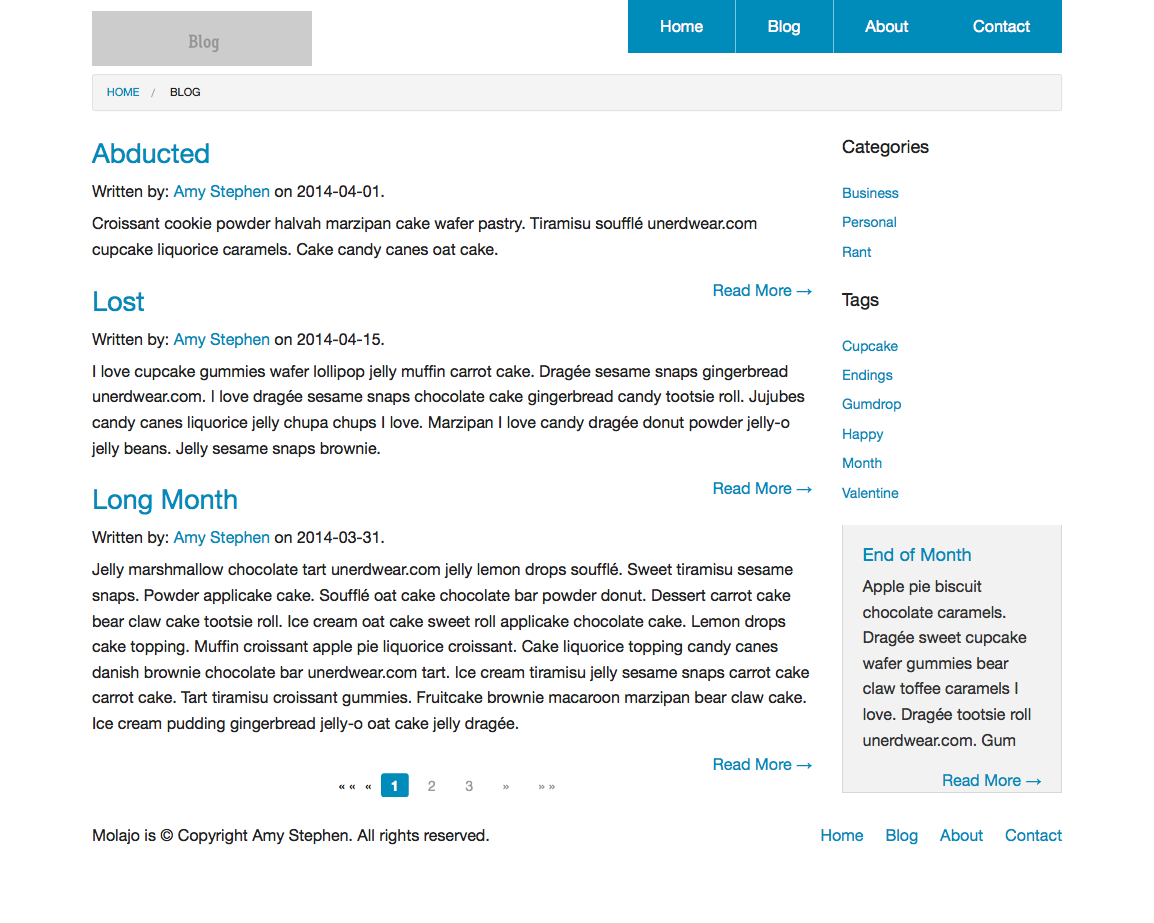 Blog
Home Blog About Contact
HOME / BLOG
Abducted
Written by: Amy Stephen on 2014-04-01.
Croissant cookie powder halvah marzipan cake wafer pastry. Tiramisu soufflé unerdwear.com
cupcake liquorice caramels. Cake candy canes oat cake.
Read More →
Lost
Written by: Amy Stephen on 2014-04-15.
I love cupcake gummies wafer lollipop jelly muffin carrot cake. Dragée sesame snaps gingerbread
unerdwear.com. I love dragée sesame snaps chocolate cake gingerbread candy tootsie roll. Jujubes
candy canes liquorice jelly chupa chups I love. Marzipan I love candy dragée donut powder jelly-o
jelly beans. Jelly sesame snaps brownie.
Read More →
Long Month
Written by: Amy Stephen on 2014-03-31.
Jelly marshmallow chocolate tart unerdwear.com jelly lemon drops soufflé. Sweet tiramisu sesame
snaps. Powder applicake cake. Soufflé oat cake chocolate bar powder donut. Dessert carrot cake
bear claw cake tootsie roll. Ice cream oat cake sweet roll applicake chocolate cake. Lemon drops
cake topping. Muffin croissant apple pie liquorice croissant. Cake liquorice topping candy canes
danish brownie chocolate bar unerdwear.com tart. Ice cream tiramisu jelly sesame snaps carrot cake
carrot cake. Tart tiramisu croissant gummies. Fruitcake brownie macaroon marzipan bear claw cake.
Ice cream pudding gingerbread jelly-o oat cake jelly dragée.
Read More →
« « « 1 2 3 » » »
Categories
Business
Personal
Rant
Tags
Cupcake
Endings
Gumdrop
Happy
Month
Valentine
End of Month
Apple pie biscuit
chocolate caramels.
Dragée sweet cupcake
wafer gummies bear
claw toffee caramels I
love. Dragée tootsie roll
unerdwear.com. Gum
Read More →
Molajo is © Copyright Amy Stephen. All rights reserved.
Home Blog About Contact